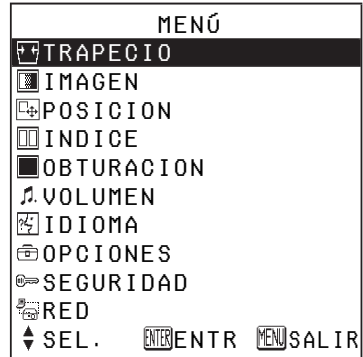 MENÚ
TRAPECIO
IMAGEN
POSICION
INDICE
OBTURACION
VOLUMEN
IDIOMA
OPCIONES
SEGURIDAD
RED
SEL. ENTER ENTR MENU SALIR